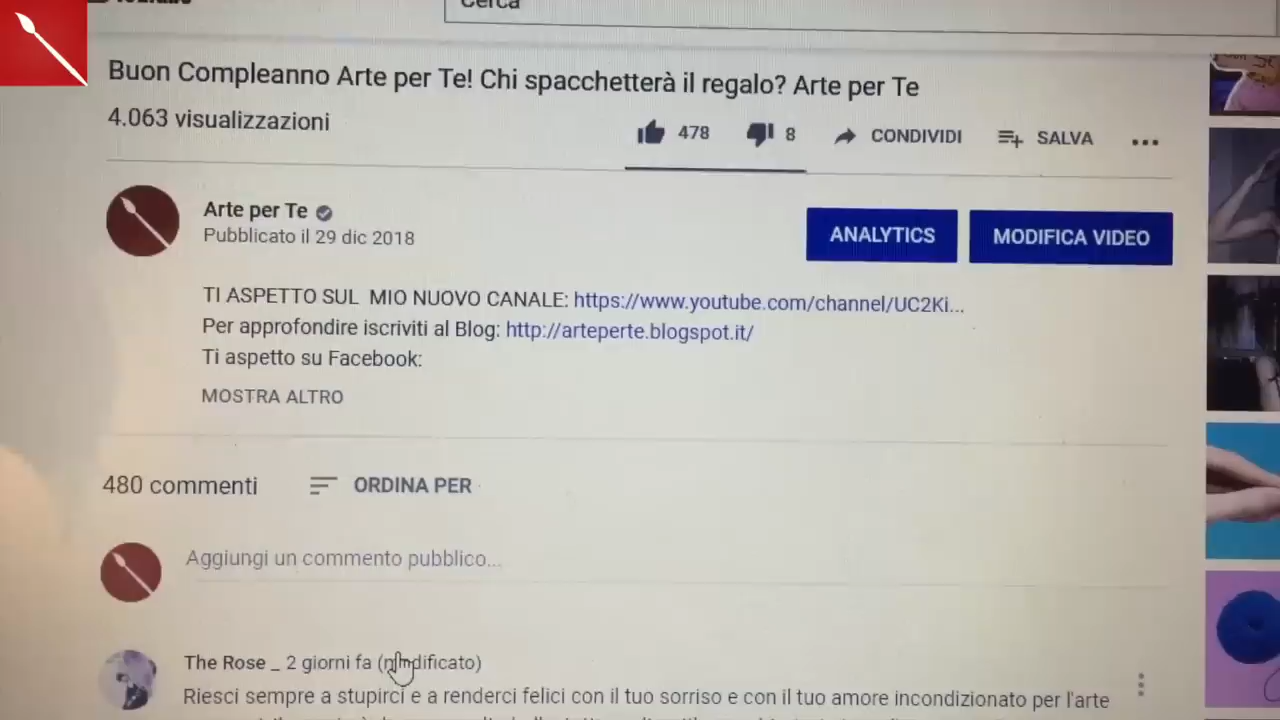 Cerca
Buon Compleanno Arte per Te! Chi spacchetterà il regalo? Arte per Te
4.063 visualizzazioni
478 8 CONDIVIDI SALVA ...
Arte per Te
Pubblicato il 29 dic 2018
ANALYTICS MODIFICA VIDEO
TI ASPETTO SUL MIO NUOVO CANALE: https://www.youtube.com/channel/UC2Ki...
Per approfondire iscriviti al Blog: http://arteperte.blogspot.it/
Ti aspetto su Facebook:
MOSTRA ALTRO
480 commenti ORDINA PER
Aggiungi un commento pubblico...
The Rose _ 2 giorni fa (modificato)
Riesci sempre a stupirci e a renderci felici con il tuo sorriso e con il tuo amore incondizionato per l'arte